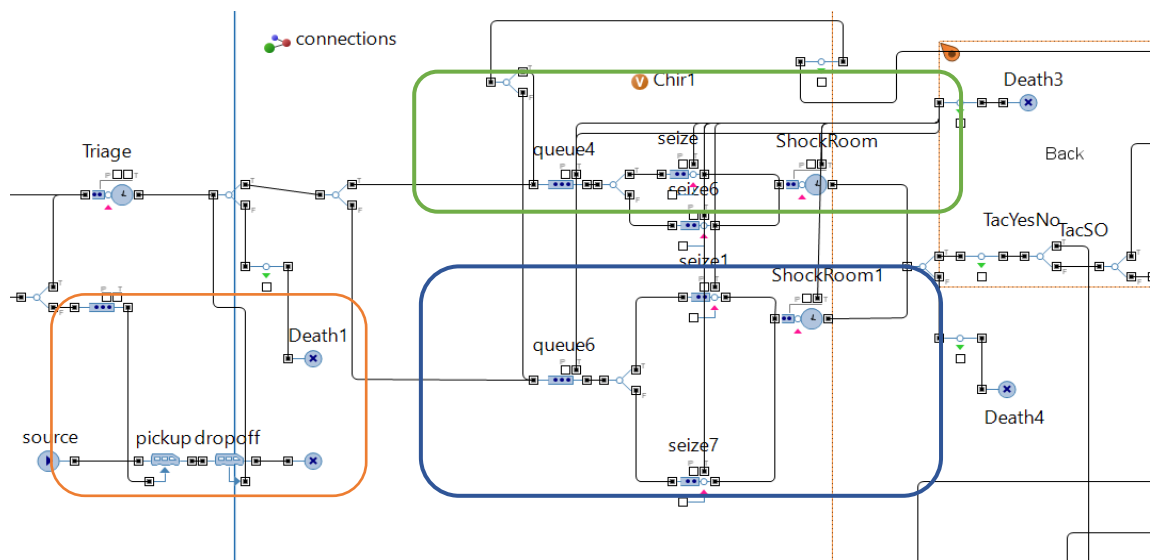 connections
Chir1
Death3
Triage
queue4
seize
ShockRoom
Back
seize6
TacYesNo
TacSO
seize1
ShockRoom1
Death1
queue6
Death4
source
pickup
dropoff
seize7